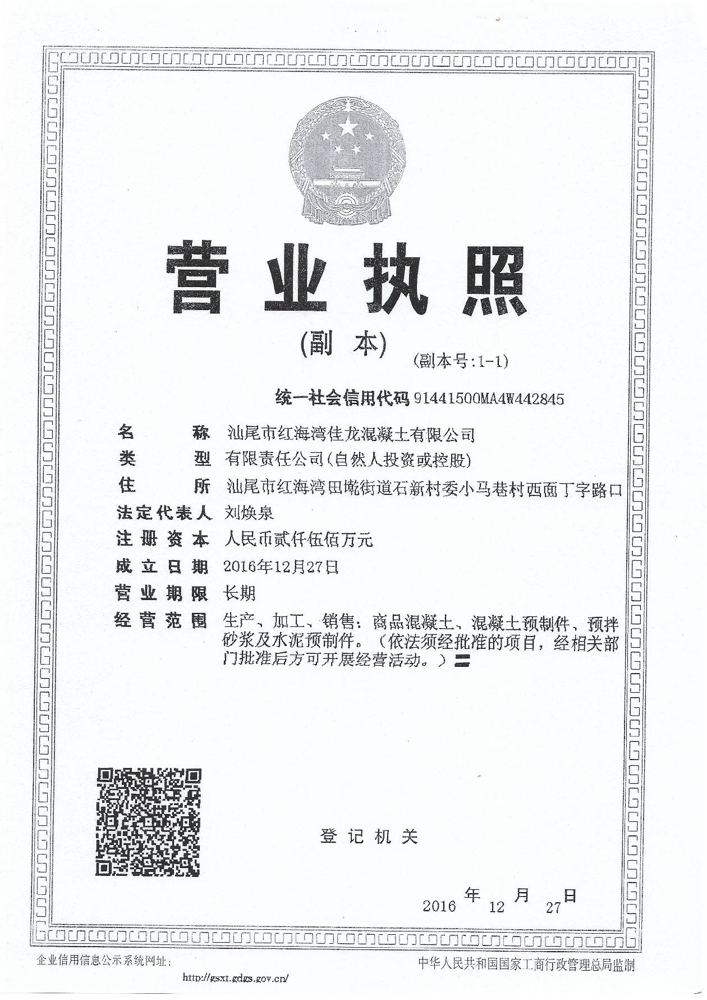 营业执照
(副 本)
(副本号:1-1)
统一社会信用代码 91441500MA4W442845
名称 汕尾市红海湾佳龙混凝土有限公司
类型 有限责任公司(自然人投资或控股)
住所 汕尾市红海湾田墘街道石新村委小马巷村西面丁字路口
法定代表人 刘焕泉
注册资本 人民币贰仟伍佰万元
成立日期 2016年12月27日
营业期限 长期
经营范围 生产、加工、销售：商品混凝土、混凝土预制件、预拌
砂浆及水泥预制件。（依法须经批准的项目，经相关部
门批准后方可开展经营活动。）
登记机关
2016 年 12 月 27 日
企业信用信息公示系统网址：
http://gsxt.gdgs.gov.cn/
中华人民共和国国家工商行政管理总局监制